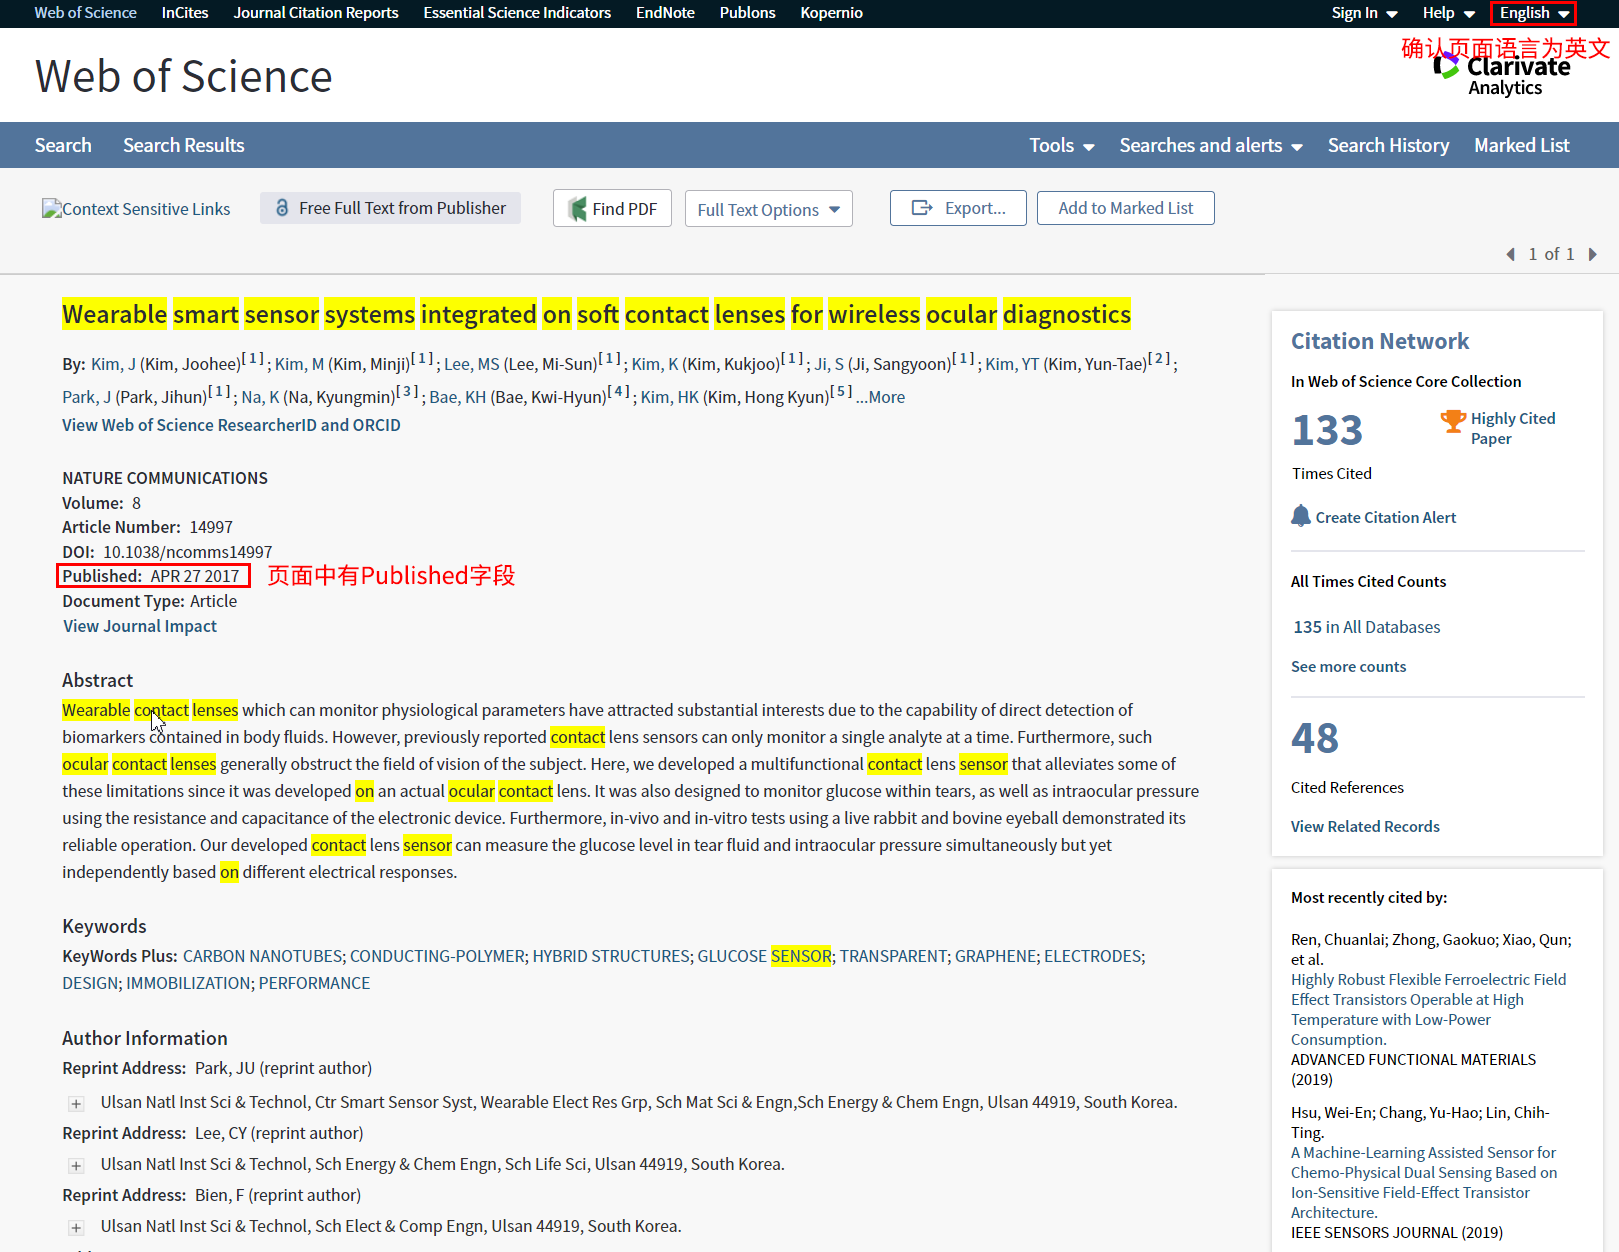 Web of Science InCites Journal Citation Reports Essential Science Indicators EndNote Publons Kopernio Sign In Help English
确认页面语言为英文
Web of Science
Clarivate
Analytics
Search Search Results Tools Searches and alerts Search History Marked List
Context Sensitive Links Free Full Text from Publisher Find PDF Full Text Options Export... Add to Marked List
1 of 1
Wearable smart sensor systems integrated on soft contact lenses for wireless ocular diagnostics
By: Kim, J (Kim, Joohee)[ 1 ] ; Kim, M (Kim, Minji)[ 1 ] ; Lee, MS (Lee, Mi-Sun)[ 1 ] ; Kim, K (Kim, Kukjoo)[ 1 ] ; Ji, S (Ji, Sangyoon)[ 1 ] ; Kim, YT (Kim, Yun-Tae)[ 2 ] ;
Park, J (Park, Jihun)[ 1 ] ; Na, K (Na, Kyungmin)[ 3 ] ; Bae, KH (Bae, Kwi-Hyun)[ 4 ] ; Kim, HK (Kim, Hong Kyun)[ 5 ] ...More
View Web of Science ResearcherID and ORCID
NATURE COMMUNICATIONS
Volume: 8
Article Number: 14997
DOI: 10.1038/ncomms14997
Published: APR 27 2017 页面中有Published字段
Document Type: Article
View Journal Impact
Abstract
Wearable contact lenses which can monitor physiological parameters have attracted substantial interests due to the capability of direct detection of
biomarkers contained in body fluids. However, previously reported contact lens sensors can only monitor a single analyte at a time. Furthermore, such
ocular contact lenses generally obstruct the field of vision of the subject. Here, we developed a multifunctional contact lens sensor that alleviates some of
these limitations since it was developed on an actual ocular contact lens. It was also designed to monitor glucose within tears, as well as intraocular pressure
using the resistance and capacitance of the electronic device. Furthermore, in-vivo and in-vitro tests using a live rabbit and bovine eyeball demonstrated its
reliable operation. Our developed contact lens sensor can measure the glucose level in tear fluid and intraocular pressure simultaneously but yet
independently based on different electrical responses.
Keywords
KeyWords Plus: CARBON NANOTUBES; CONDUCTING-POLYMER; HYBRID STRUCTURES; GLUCOSE SENSOR; TRANSPARENT; GRAPHENE; ELECTRODES;
DESIGN; IMMOBILIZATION; PERFORMANCE
Author Information
Reprint Address: Park, JU (reprint author)
Ulsan Natl Inst Sci & Technol, Ctr Smart Sensor Syst, Wearable Elect Res Grp, Sch Mat Sci & Engn,Sch Energy & Chem Engn, Ulsan 44919, South Korea.
Reprint Address: Lee, CY (reprint author)
Ulsan Natl Inst Sci & Technol, Sch Energy & Chem Engn, Sch Life Sci, Ulsan 44919, South Korea.
Reprint Address: Bien, F (reprint author)
Ulsan Natl Inst Sci & Technol, Sch Elect & Comp Engn, Ulsan 44919, South Korea.
Citation Network
In Web of Science Core Collection
133
Highly Cited
Paper
Times Cited
Create Citation Alert
All Times Cited Counts
135 in All Databases
See more counts
48
Cited References
View Related Records
Most recently cited by:
Ren, Chuanlai; Zhong, Gaokuo; Xiao, Qun;
et al.
Highly Robust Flexible Ferroelectric Field
Effect Transistors Operable at High
Temperature with Low-Power
Consumption.
ADVANCED FUNCTIONAL MATERIALS
(2019)
Hsu, Wei-En; Chang, Yu-Hao; Lin, Chih-
Ting.
A Machine-Learning Assisted Sensor for
Chemo-Physical Dual Sensing Based on
Ion-Sensitive Field-Effect Transistor
Architecture.
IEEE SENSORS JOURNAL (2019)